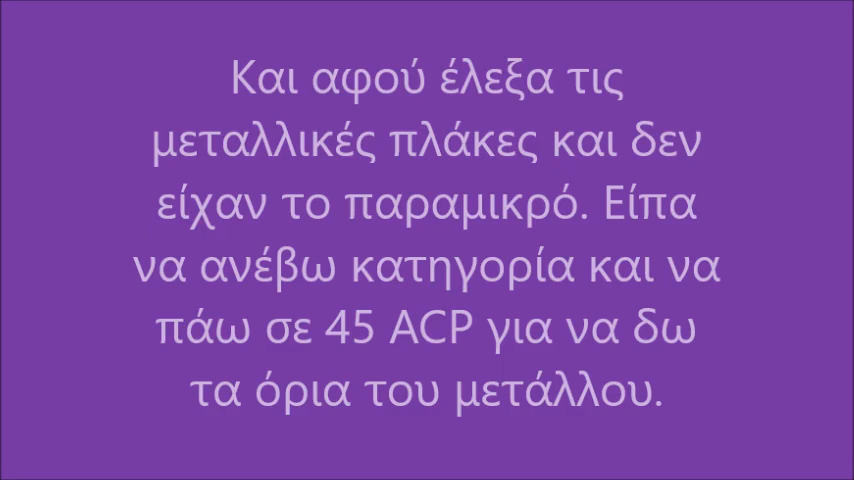 Και αφού έλεξα τις
μεταλλικές πλάκες και δεν
είχαν το παραμικρό. Είπα
να ανέβω κατηγορία και να
πάω σε 45 ACP για να δω
τα όρια του μετάλλου.